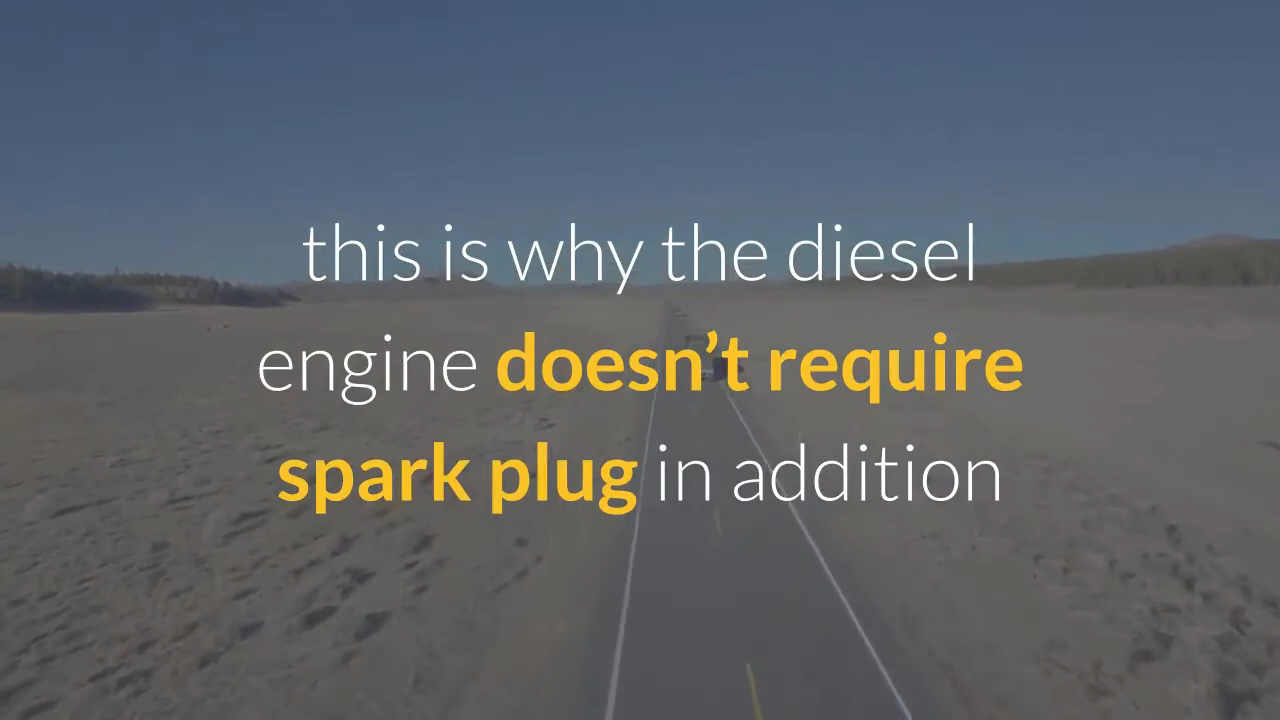 this is why the diesel
engine doesn’t require
spark plug in addition